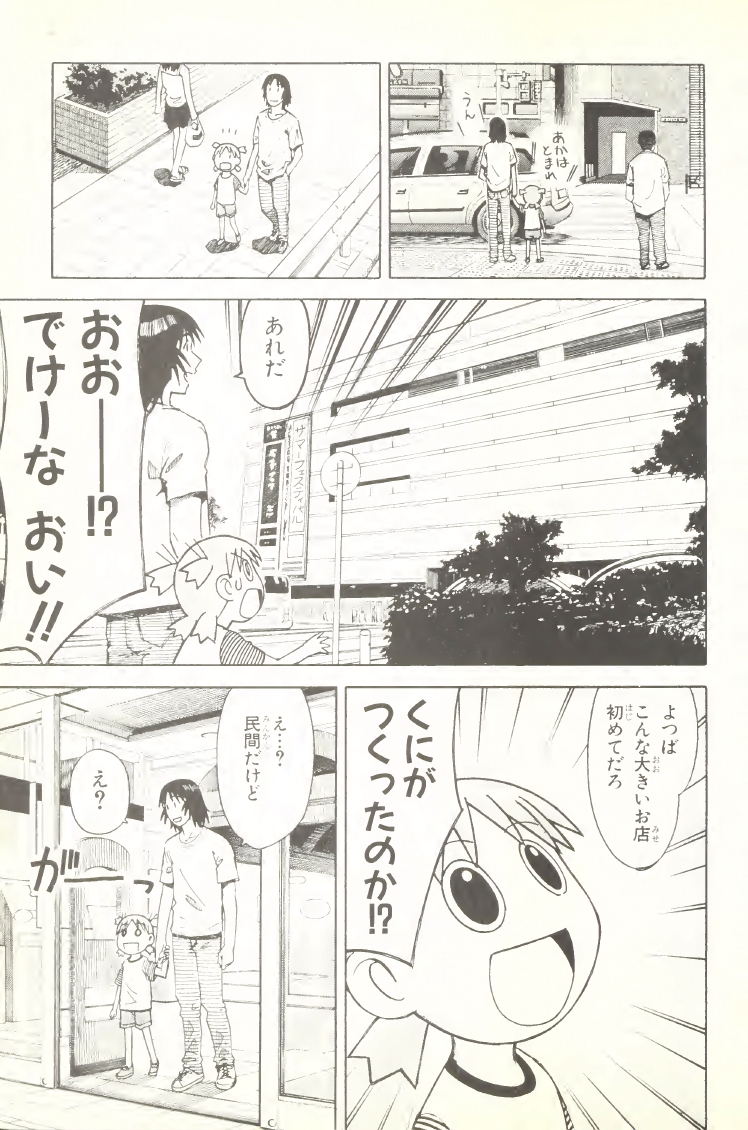 あかは
とまれ
うん
あれだ
サマーフェスティバル
おおー!?
でけーな おい!!
よつば
こんな大きいお店
初めてだろ
くにが
つくったのか!?
え…?
民間だけど
え?
がーっ